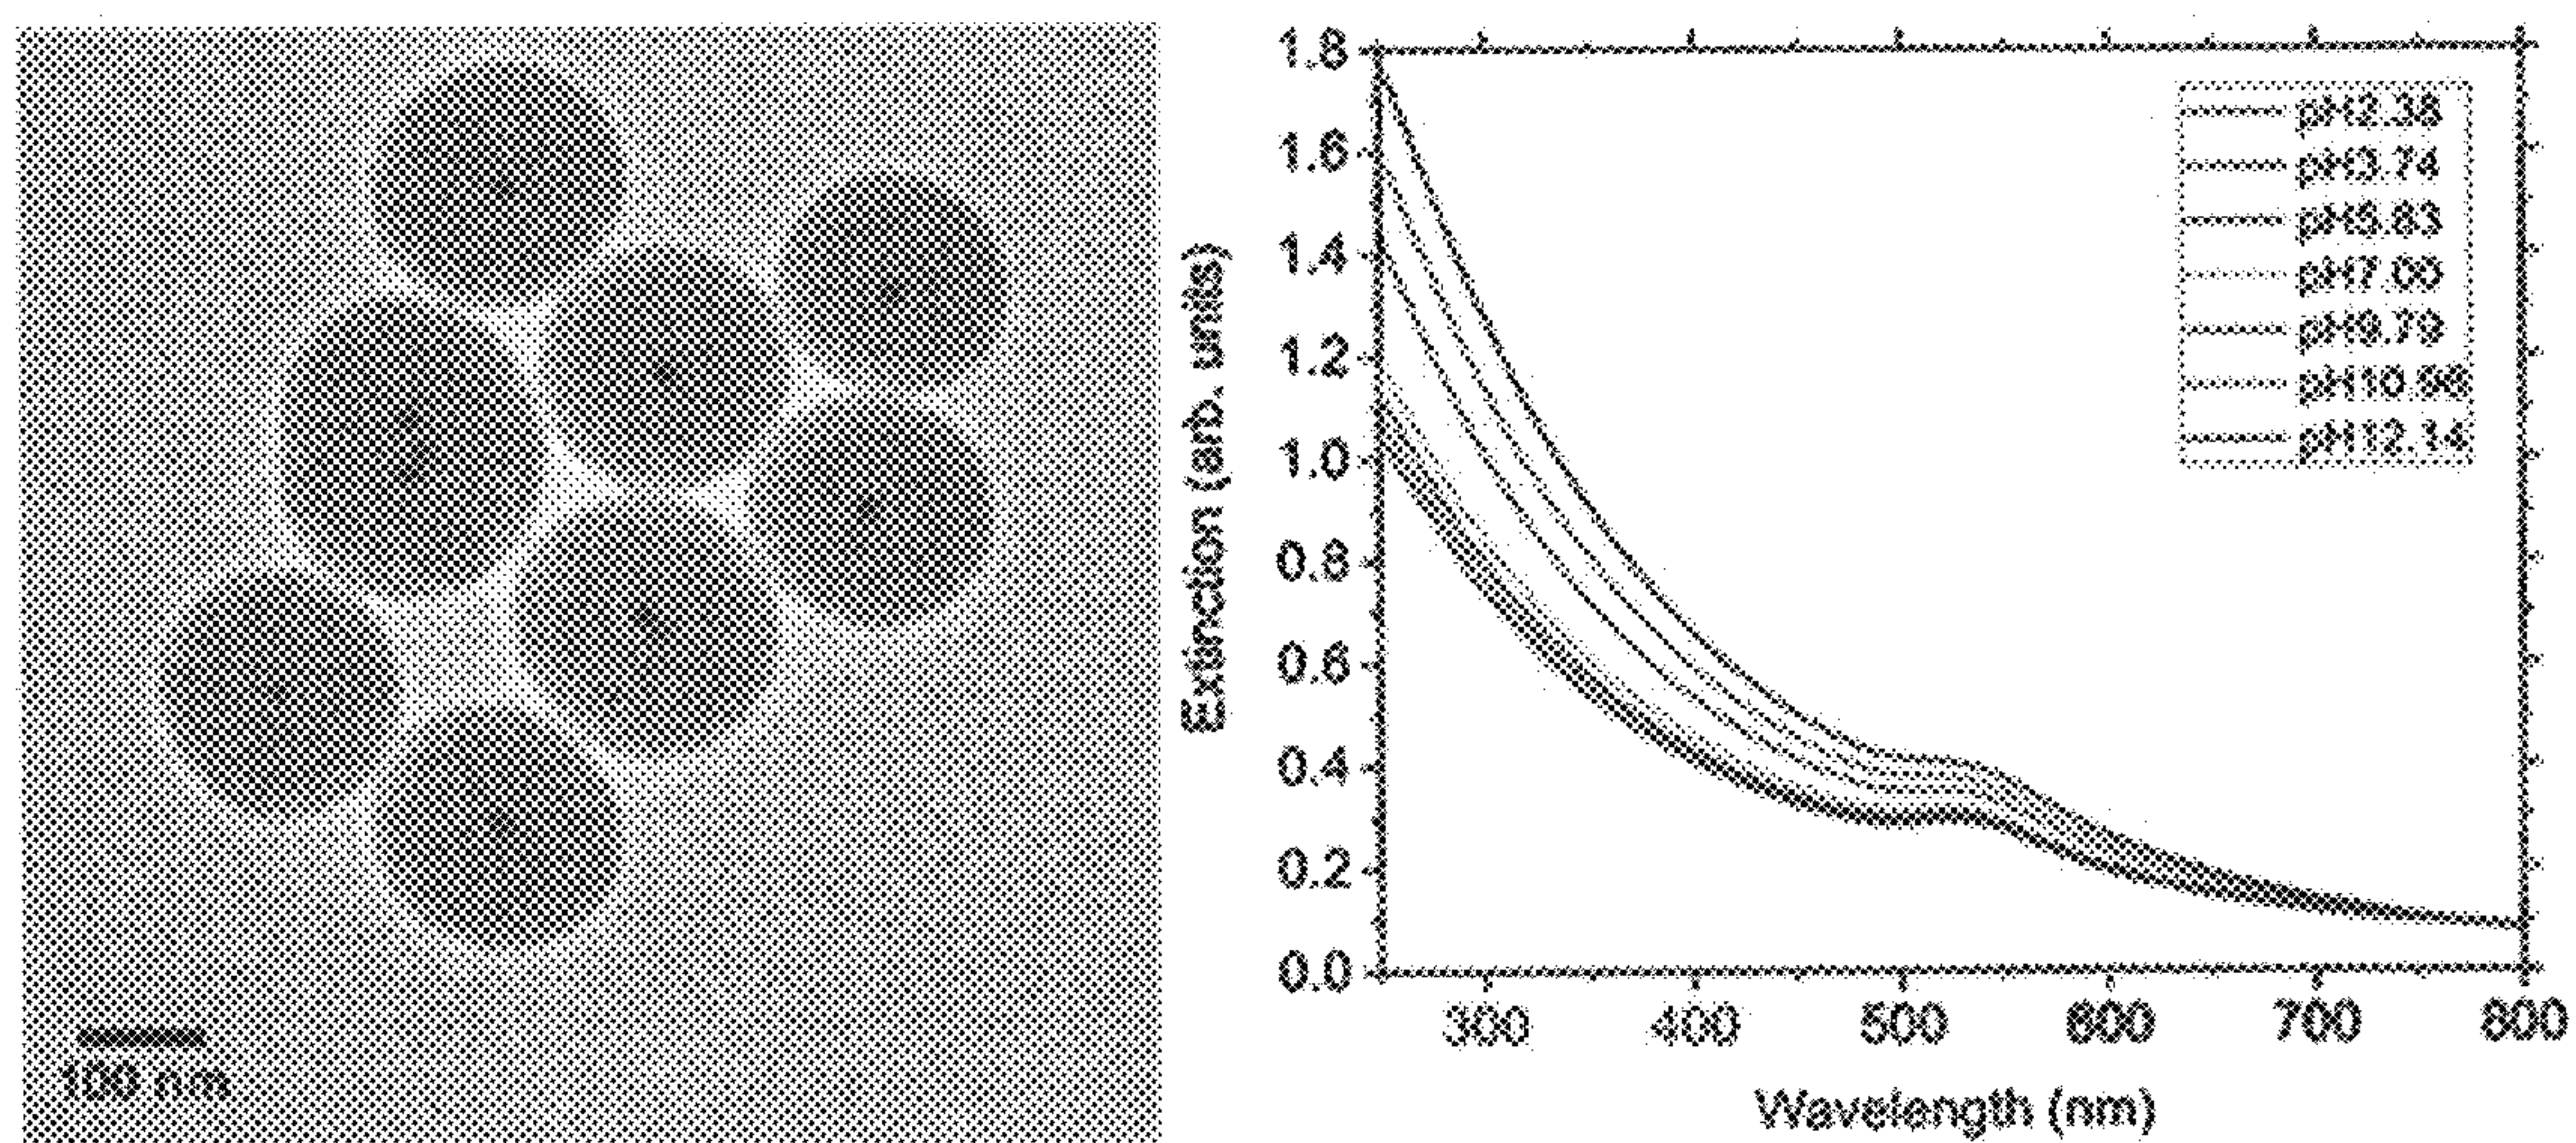 100 nm
Extinction (arb. units)
1.8
1.6
1.4
1.2
1.0
0.8
0.6
0.4
0.2
0.0
pH2.38
pH3.74
pH5.83
pH7.00
pH9.79
pH12.14
300 400 500 600 700 800
Wavelength (nm)